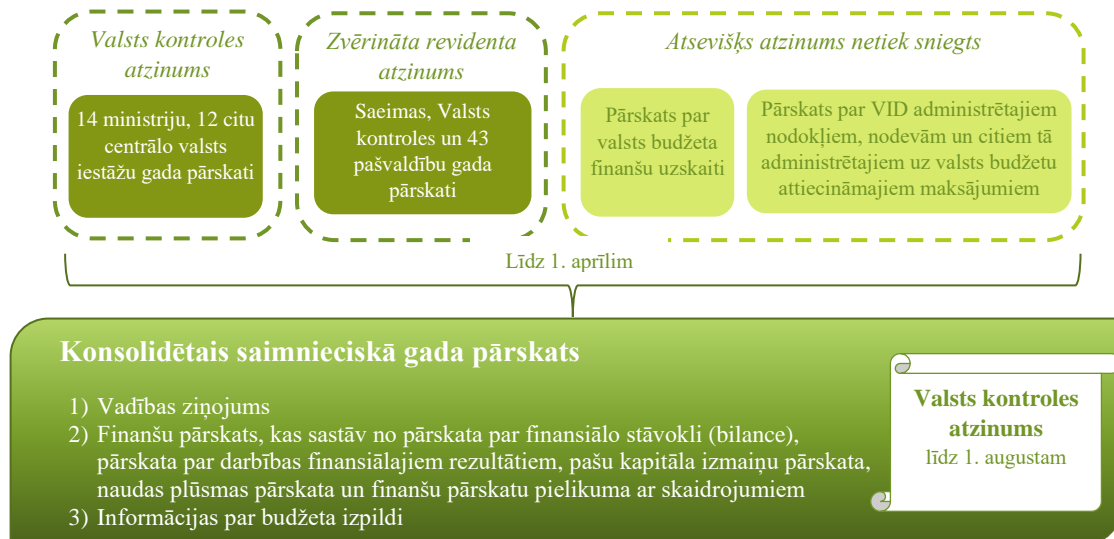 Valsts kontroles
atzinums
14 ministriju, 12 citu
centrālo valsts
iestāžu gada pārskati
Zvērināta revidenta
atzinums
Saeimas, Valsts
kontroles un 43
pašvaldību gada
pārskati
Atsevišķs atzinums netiek sniegts
Pārskats par
valsts budžeta
finanšu uzskaiti
Pārskats par VID administrētajiem
nodokļiem, nodevām un citiem tā
administrētajiem uz valsts budžetu
attiecināmajiem maksājumiem
Līdz 1. aprīlim
Konsolidētais saimnieciskā gada pārskats
1) Vadības ziņojums
2) Finanšu pārskats, kas sastāv no pārskata par finansiālo stāvokli (bilance),
pārskata par darbības finansiālajiem rezultātiem, pašu kapitāla izmaiņu pārskata,
naudas plūsmas pārskata un finanšu pārskatu pielikuma ar skaidrojumiem
3) Informācijas par budžeta izpildi
Valsts kontroles
atzinums
līdz 1. augustam